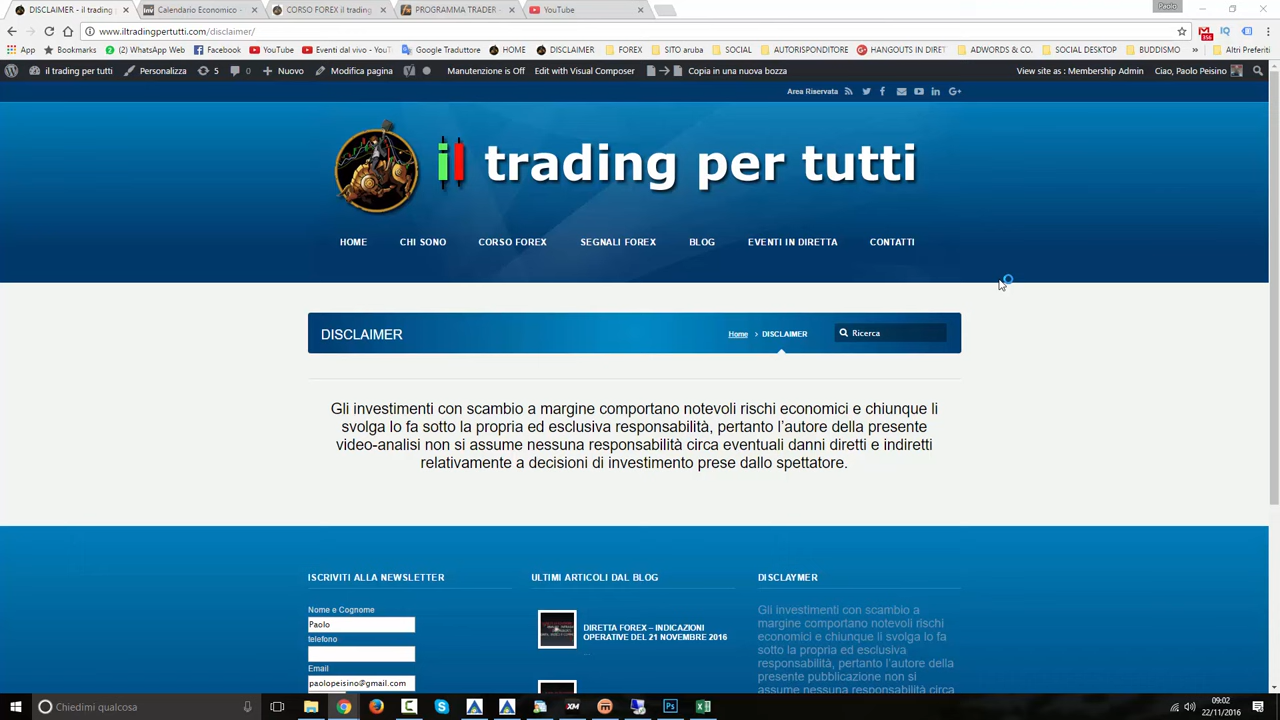 DISCLAIMER - il trading
Calendario Economico -
CORSO FOREX il trading
PROGRAMMA TRADER -
YouTube
Paolo
www.iltradingpertutti.com/disclaimer/
App
Bookmarks
(2) WhatsApp Web
Facebook
YouTube
Eventi dal vivo - YouT
Google Traduttore
HOME
DISCLAIMER
FOREX
SITO aruba
SOCIAL
AUTORISPONDITORE
HANGOUTS IN DIRET
ADWORDS E CO.
SOCIAL DESKTOP
BUDDISMO
Altri Preferiti
il trading per tutti
Personalizza
5
0
Nuovo
Modifica pagina
Manutenzione is Off
Edit with Visual Composer
Copia in una nuova bozza
View site as : Membership Admin
Ciao, Paolo Peisino
Area Riservata
il trading per tutti
HOME
CHI SONO
CORSO FOREX
SEGNALI FOREX
BLOG
EVENTI IN DIRETTA
CONTATTI
DISCLAIMER
Home > DISCLAIMER
Ricerca
Gli investimenti con scambio a margine comportano notevoli rischi economici e chiunque li
svolga lo fa sotto la propria ed esclusiva responsabilità, pertanto l'autore della presente
video-analisi non si assume nessuna responsabilità circa eventuali danni diretti e indiretti
relativamente a decisioni di investimento prese dallo spettatore.
ISCRIVITI ALLA NEWSLETTER
Nome e Cognome
Paolo
telefono
Email
paolopeisino@gmail.com
ULTIMI ARTICOLI DAL BLOG
DIRETTA FOREX – INDICAZIONI
OPERATIVE DEL 21 NOVEMBRE 2016
...
DISCLAYMER
Gli investimenti con scambio a
margine comportano notevoli rischi
economici e chiunque li svolga lo fa
sotto la propria ed esclusiva
responsabilità, pertanto l'autore della
presente pubblicazione non si
assume nessuna responsabilità circa
Chiedimi qualcosa
09:02
22/11/2016